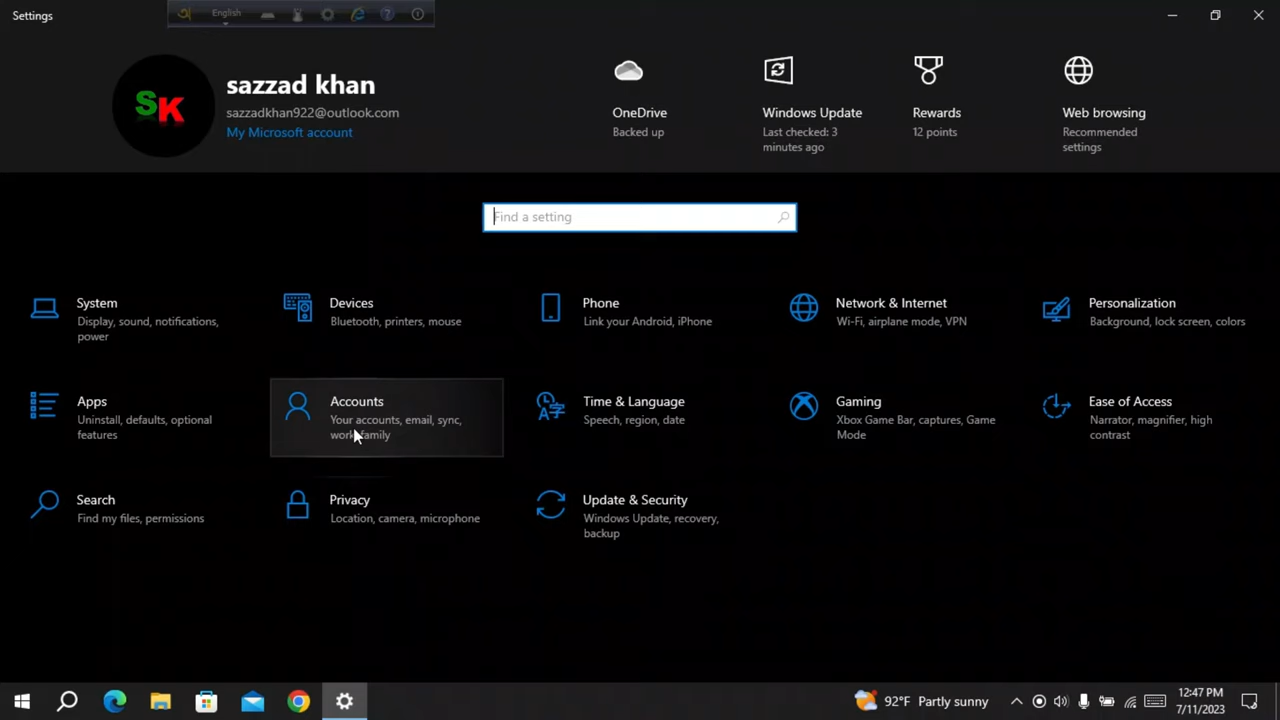 Settings
English
SK
sazzad khan
sazzadkhan922@outlook.com
My Microsoft account
OneDrive
Backed up
Windows Update
Last checked: 3
minutes ago
Rewards
12 points
Web browsing
Recommended
settings
Find a setting
System
Display, sound, notifications,
power
Devices
Bluetooth, printers, mouse
Phone
Link your Android, iPhone
Network & Internet
Wi-Fi, airplane mode, VPN
Personalization
Background, lock screen, colors
Apps
Uninstall, defaults, optional
features
Accounts
Your accounts, email, sync,
work, family
Time & Language
Speech, region, date
Gaming
Xbox Game Bar, captures, Game
Mode
Ease of Access
Narrator, magnifier, high
contrast
Search
Find my files, permissions
Privacy
Location, camera, microphone
Update & Security
Windows Update, recovery,
backup
92°F Partly sunny
12:47 PM
7/11/2023